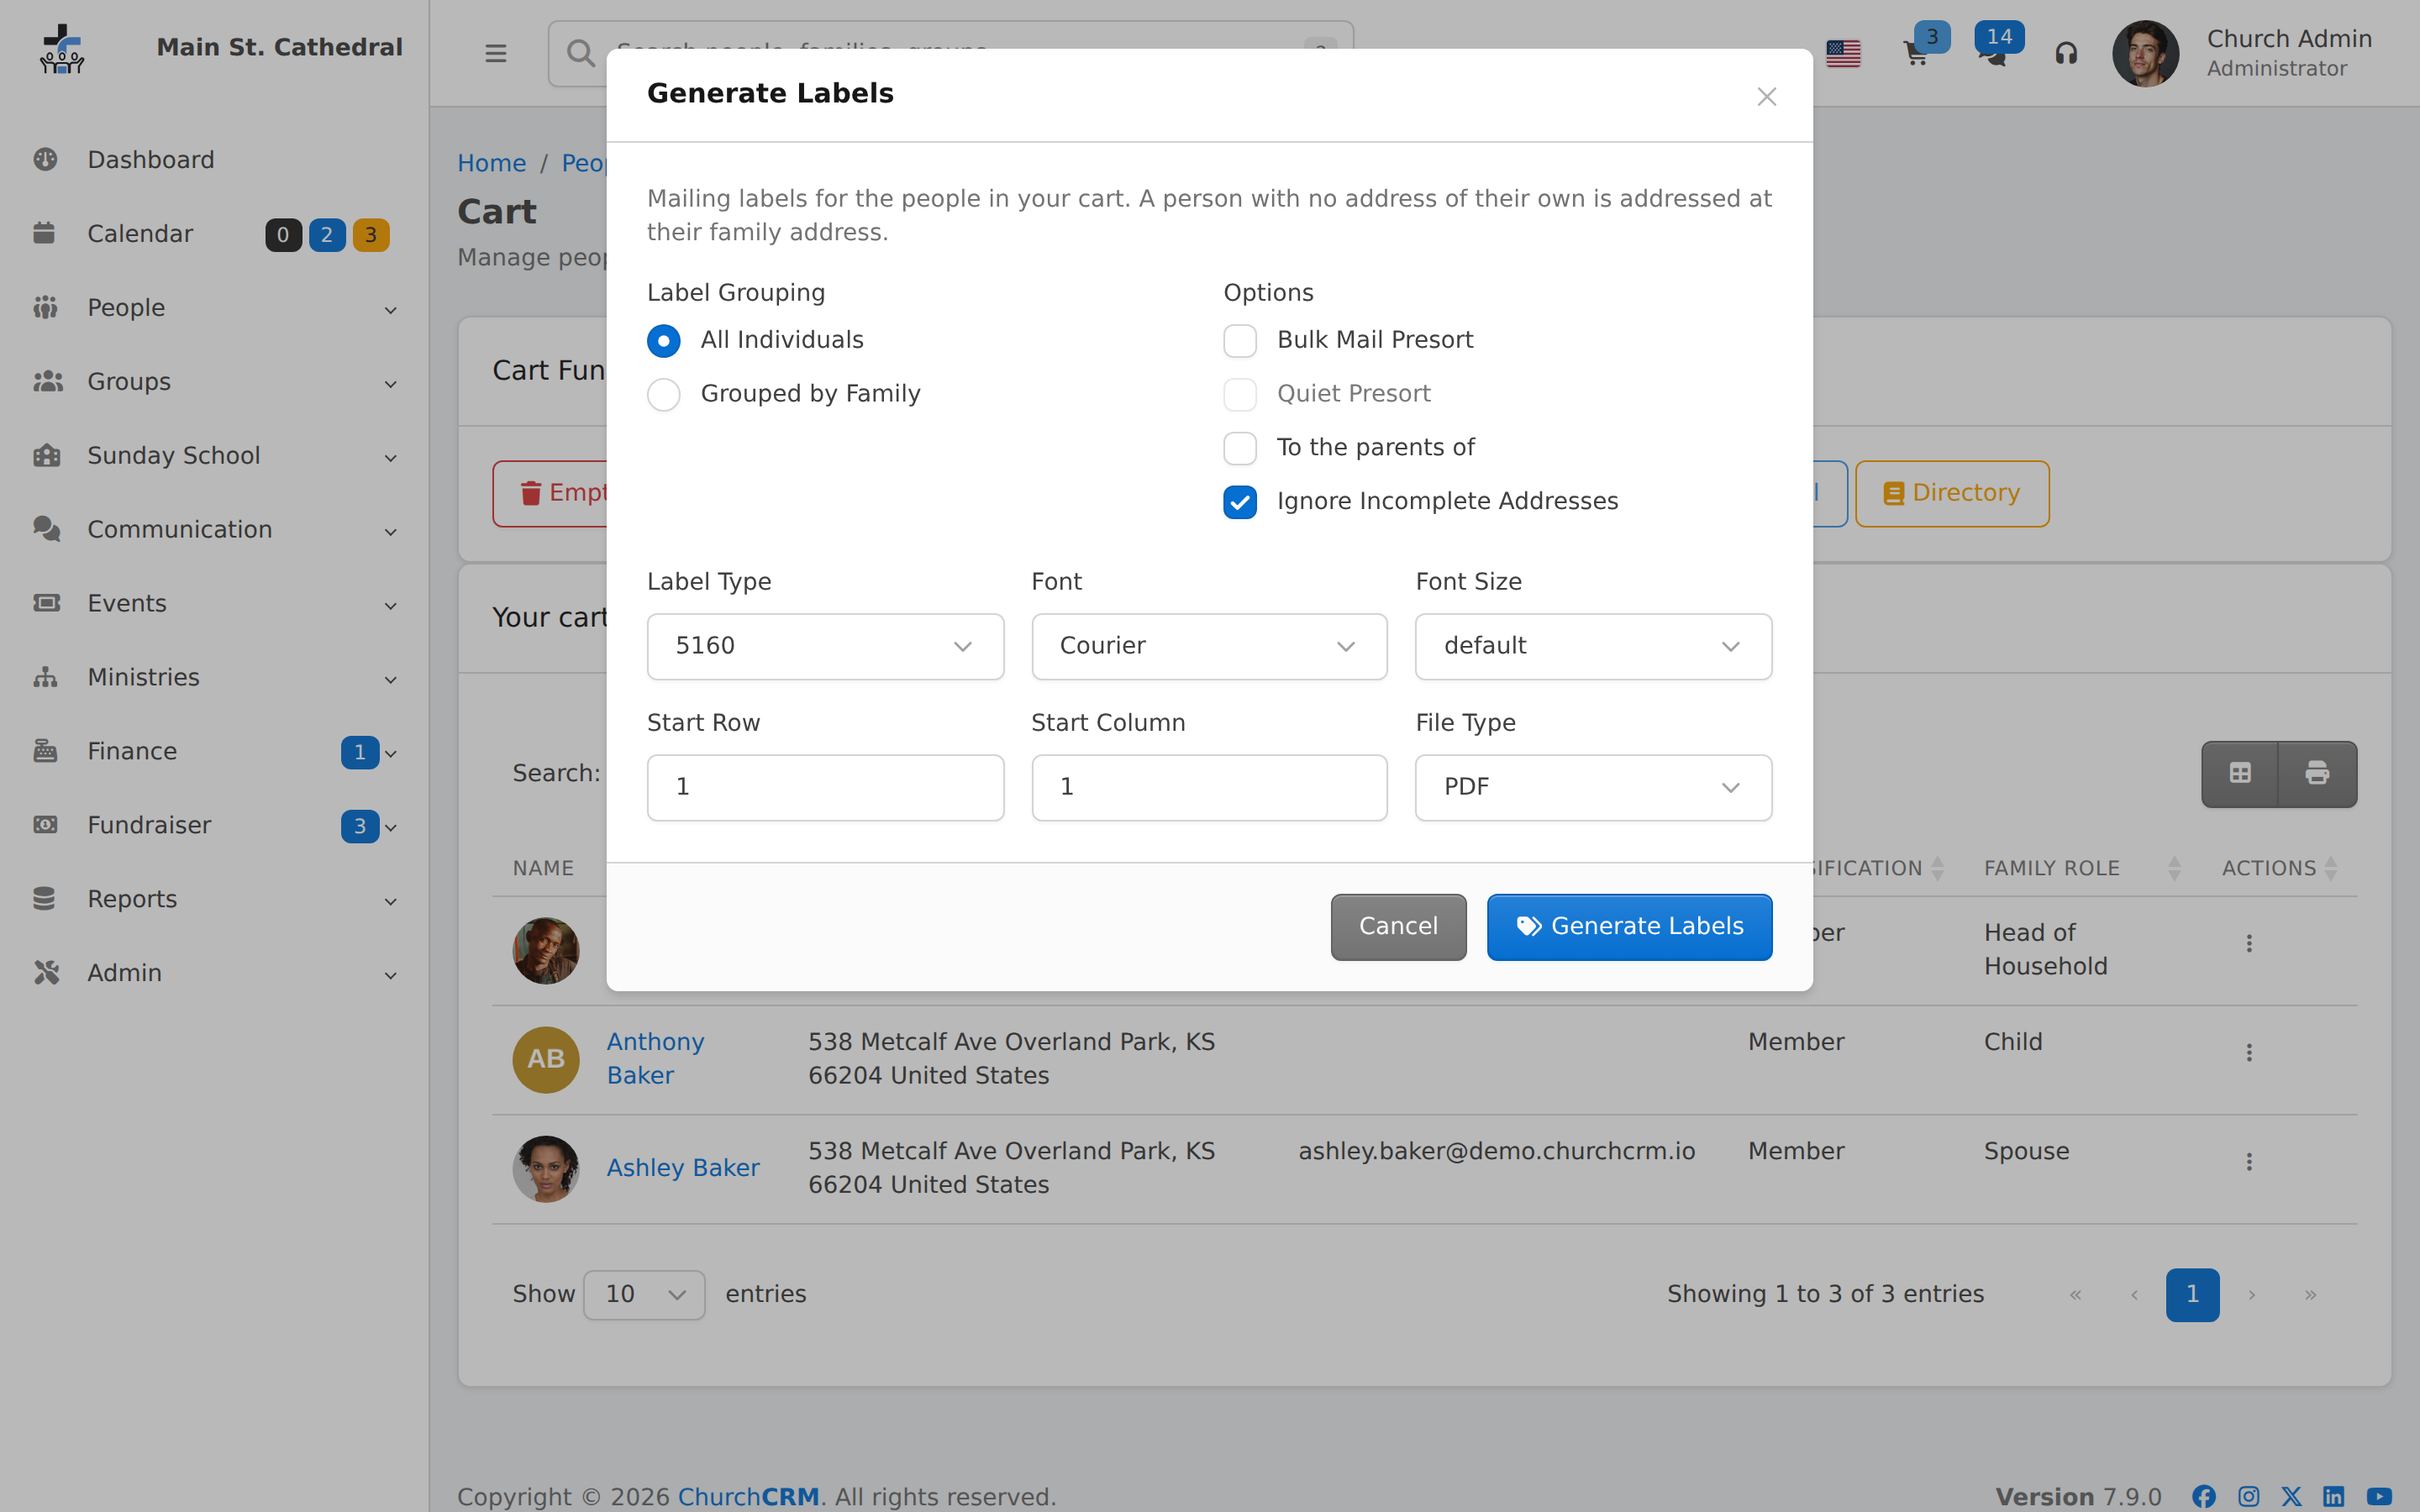 Main St. Cathedral
3
14
Church Admin
Administrator
Dashboard
Calendar 0 2 3
People
Groups
Sunday School
Communication
Events
Ministries
Finance 1
Fundraiser 3
Reports
Admin
Home /
Cart
Cart
Directory
Your cart
Search:
Generate Labels
Mailing labels for the people in your cart. A person with no address of their own is addressed at
their family address.
Label Grouping
All Individuals
Grouped by Family
Options
Bulk Mail Presort
Quiet Presort
To the parents of
Ignore Incomplete Addresses
Label Type Font Font Size
5160 Courier default
Start Row Start Column File Type
1 1 PDF
Cancel Generate Labels
NAME FAMILY ROLE ACTIONS
Head of
Household
AB Anthony
Baker
538 Metcalf Ave Overland Park, KS
66204 United States
Member Child
Ashley Baker
538 Metcalf Ave Overland Park, KS
66204 United States
ashley.baker@demo.churchcrm.io Member Spouse
Show 10 entries
Showing 1 to 3 of 3 entries « ‹ 1 › »
Copyright © 2026 ChurchCRM. All rights reserved.
Version 7.9.0